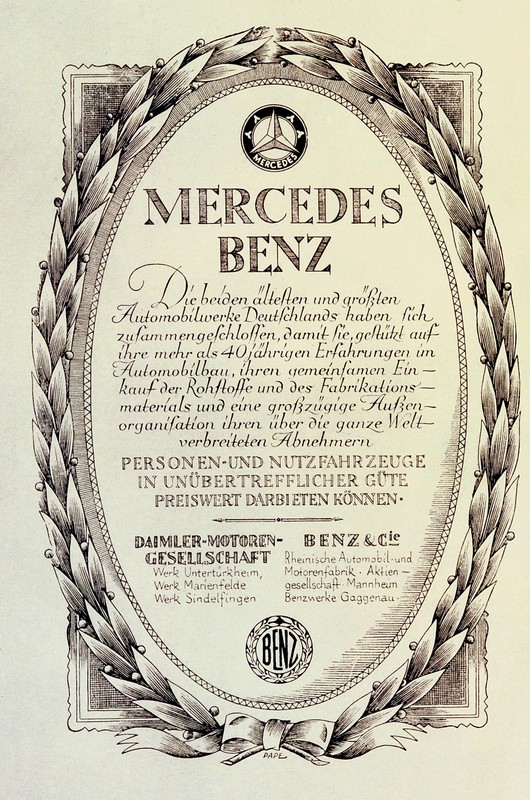 MERCEDES
MERCEDES
BENZ
Die beiden ältesten und größten
Automobilwerke Deutschlands haben sich
zusammengeschlossen, damit sie, gestützt auf
ihre mehr als 40 jährigen Erfahrungen im
Automobilbau, ihren gemeinsamen Ein—
kauf der Rohstoffe und des Fabrikations—
materials und eine großzügige Außen—
organisation ihren über die ganze Welt—
verbreiteten Abnehmern
PERSONEN-UND NUTZFAHRZEUGE
IN UNÜBERTREFFLICHER GÜTE
PREISWERT DARBIETEN KÖNNEN·
DAIMLER-MOTOREN-
GESELLSCHAFT
Werk Untertürkheim,
Werk Marienfelde
Werk Sindelfingen
BENZ & Cie
Rheinische Automobil-und
Motorenfabrik · Aktien—
gesellschaft· Mannheim
Benzwerke Gaggenau·
BENZ
PAPE